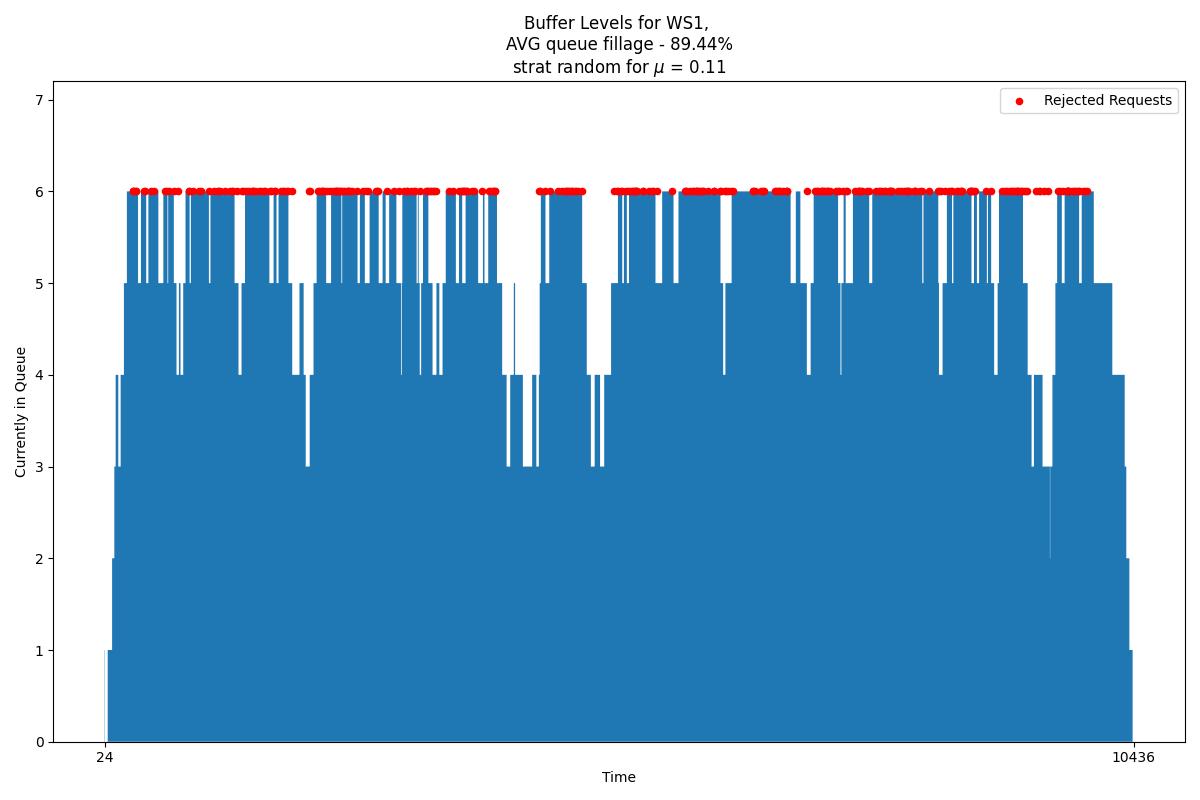 Buffer Levels for WS1,
AVG queue fillage - 89.44%
strat random for μ = 0.11
Rejected Requests
7
6
5
4
3
2
1
0
Currently in Queue
24
10436
Time